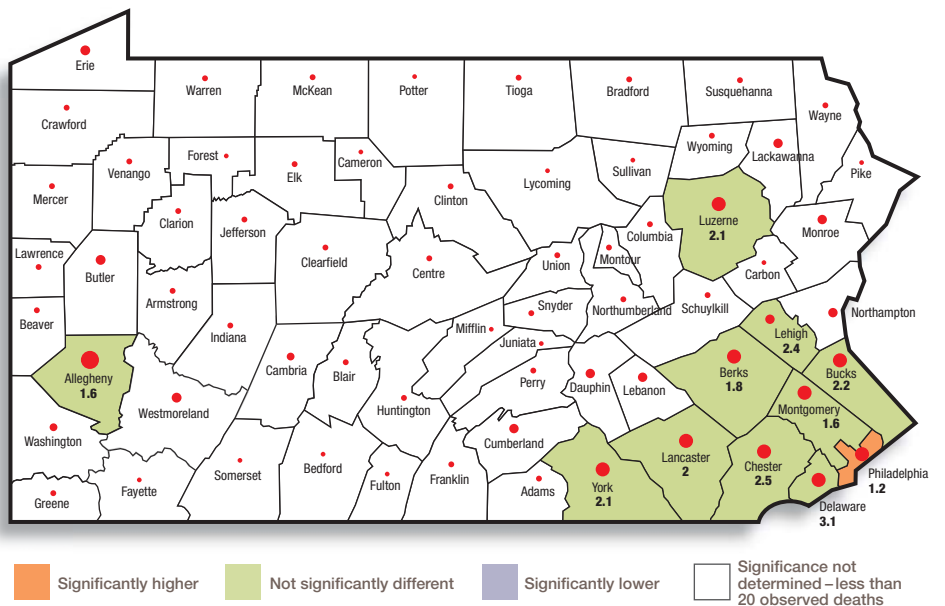 Erie
Warren
McKean
Potter
Tioga
Bradford
Susquehanna
Wayne
Crawford
Forest
Cameron
Wyoming
Lackawanna
Venango
Elk
Lycoming
Sullivan
Pike
Mercer
Clinton
Clarion
Jefferson
Luzerne
2.1
Columbia
Monroe
Lawrence
Butler
Clearfield
Centre
Union
Montour
Carbon
Armstrong
Snyder
Northumberland
Schuylkill
Northampton
Beaver
Indiana
Mifflin
Juniata
Lehigh
2.4
Allegheny
1.6
Cambria
Blair
Perry
Dauphin
Lebanon
Berks
1.8
Bucks
2.2
Westmoreland
Huntington
Montgomery
1.6
Washington
Cumberland
Lancaster
2
Chester
2.5
Philadelphia
1.2
Somerset
Bedford
Fulton
Franklin
Adams
York
2.1
Delaware
3.1
Greene
Fayette
Significantly higher
Not significantly different
Significantly lower
Significance not
determined – less than
20 observed deaths